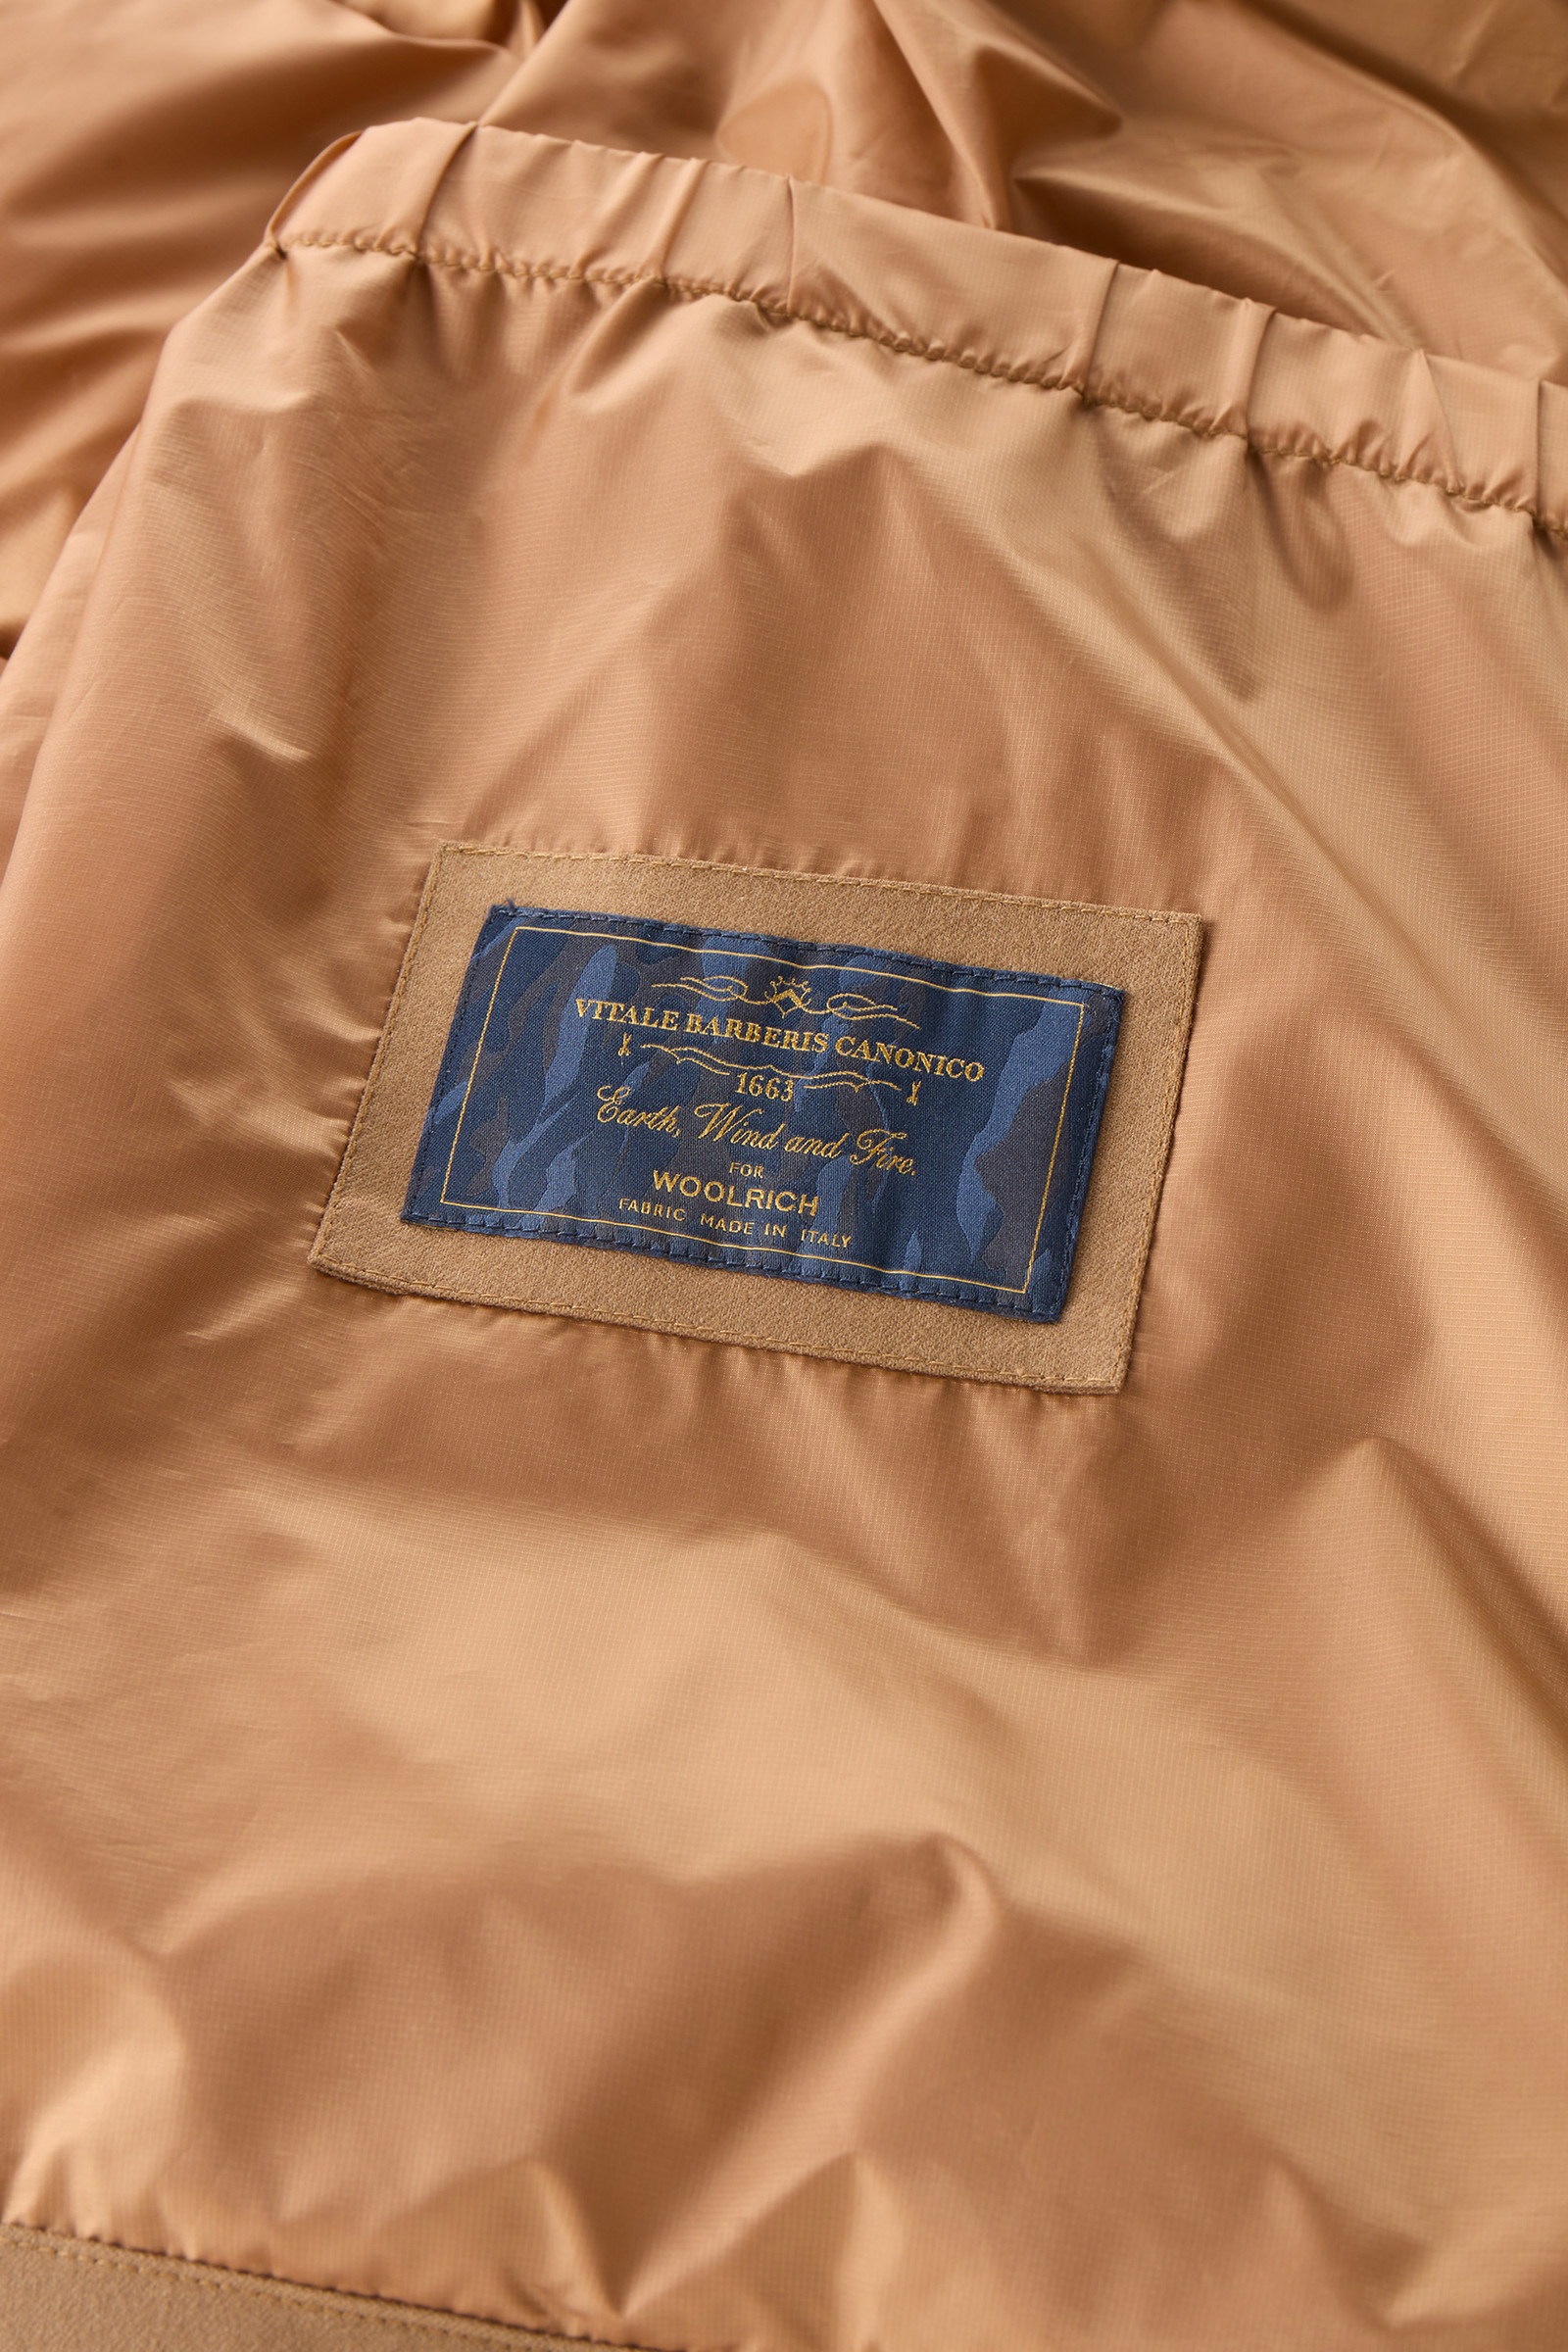 VITALE BARBERIS CANONICO
1663
Earth, Wind and Fire.
FOR
WOOLRICH
FABRIC MADE IN ITALY